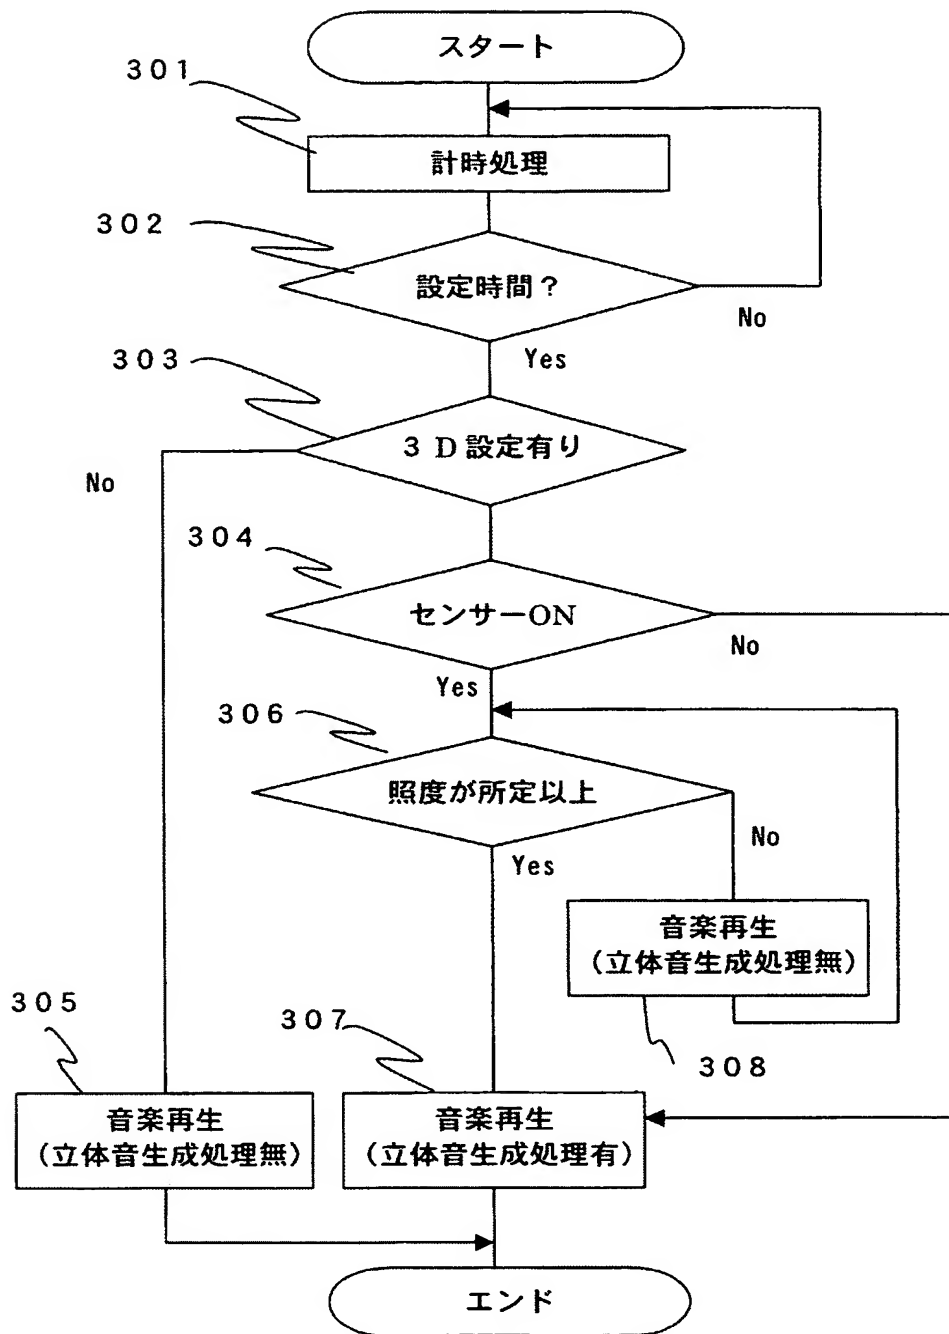 スタート
３０１
計時処理
３０２
設定時間？
No
Yes
３０３
３Ｄ設定有り
No
３０４
センサーON
No
Yes
３０６
照度が所定以上
No
Yes
音楽再生
（立体音生成処理無）
３０５
３０７
３０８
音楽再生
（立体音生成処理無）
音楽再生
（立体音生成処理有）
エンド